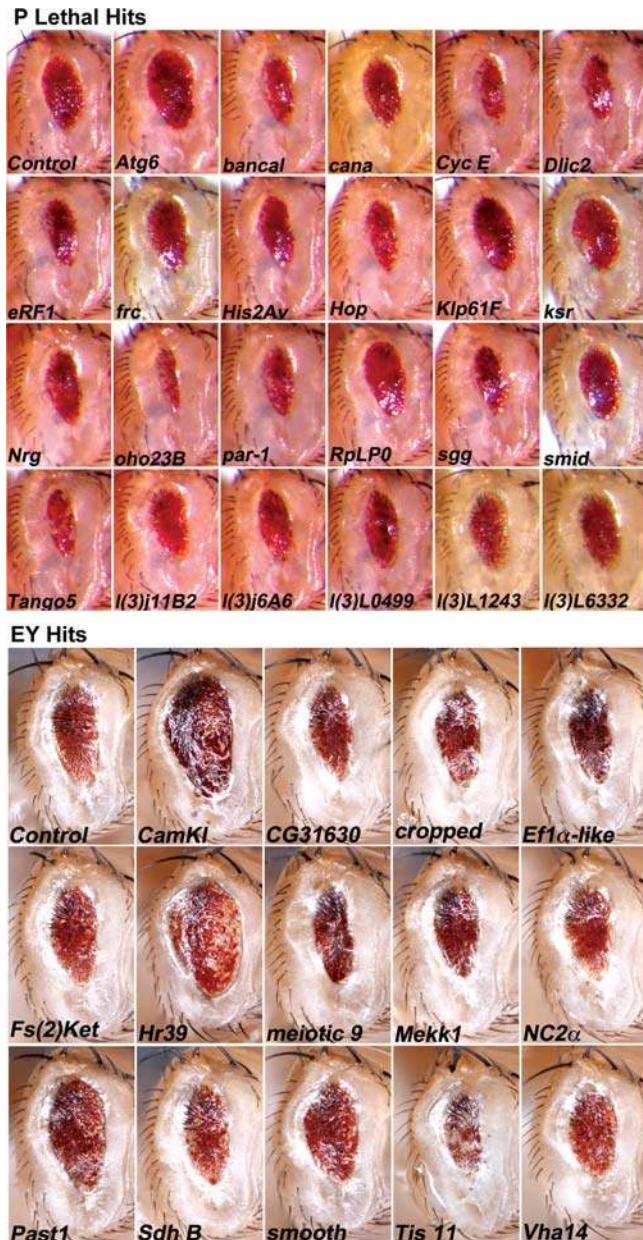 P Lethal Hits
Control Atg6 bancal cana Cyc E Dlic2
eRF1 frc His2Av Hop Klp61F ksr
Nrg oho23B par-1 RpLP0 sgg smid
Tango5 l(3)j11B2 l(3)j6A6 l(3)L0499 l(3)L1243 l(3)L6332
EY Hits
Control CamKI CG31630 cropped Ef1α-like
Fs(2)Ket Hr39 meiotic 9 Mekk1 NC2α
Past1 Sdh B smooth Tis 11 Vha14